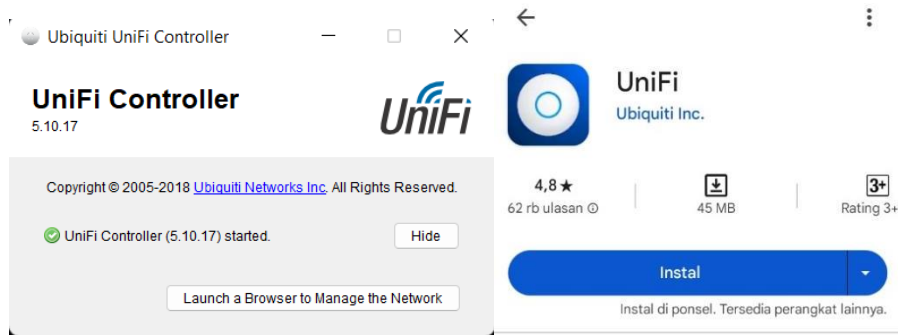 Ubiquiti UniFi Controller
UniFi Controller
5.10.17
UniFi
Copyright © 2005-2018 Ubiquiti Networks Inc. All Rights Reserved.
UniFi Controller (5.10.17) started.
Hide
Launch a Browser to Manage the Network
UniFi
Ubiquiti Inc.
4,8★
62 rb ulasan
45 MB
3+
Rating 3+
Instal
Instal di ponsel. Tersedia perangkat lainnya.